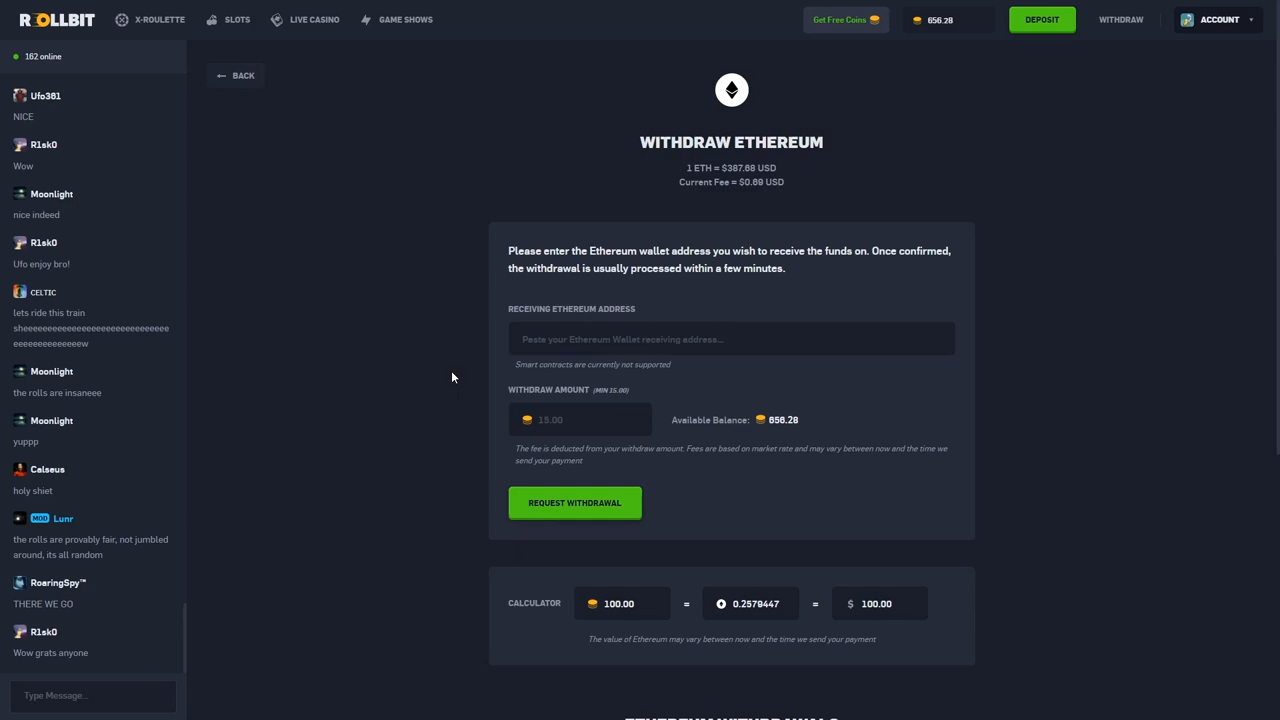 ROLLBIT
X-ROULETTE
SLOTS
LIVE CASINO
GAME SHOWS
Get Free Coins
656.28
DEPOSIT
WITHDRAW
ACCOUNT
162 online
Ufo381
NICE
R1sk0
Wow
Moonlight
nice indeed
R1sk0
Ufo enjoy bro!
CELTIC
lets ride this train
sheeeeeeeeeeeeeeeeeeeeeeeeeeee
eeeeeeeeeeeeeew
Moonlight
the rolls are insaneee
Moonlight
yuppp
Calseus
holy shiet
MOD Lunr
the rolls are provably fair, not jumbled
around, its all random
RoaringSpy™
THERE WE GO
R1sk0
Wow grats anyone
Type Message...
← BACK
WITHDRAW ETHEREUM
1 ETH = $387.68 USD
Current Fee = $0.69 USD
Please enter the Ethereum wallet address you wish to receive the funds on. Once confirmed,
the withdrawal is usually processed within a few minutes.
RECEIVING ETHEREUM ADDRESS
Paste your Ethereum Wallet receiving address...
Smart contracts are currently not supported
WITHDRAW AMOUNT (MIN 15.00)
15.00
Available Balance: 656.28
The fee is deducted from your withdraw amount. Fees are based on market rate and may vary between now and the time we
send your payment
REQUEST WITHDRAWAL
CALCULATOR 100.00 = 0.2579447 = $ 100.00
The value of Ethereum may vary between now and the time we send your payment
ETHEREUM WITHDRAWALS